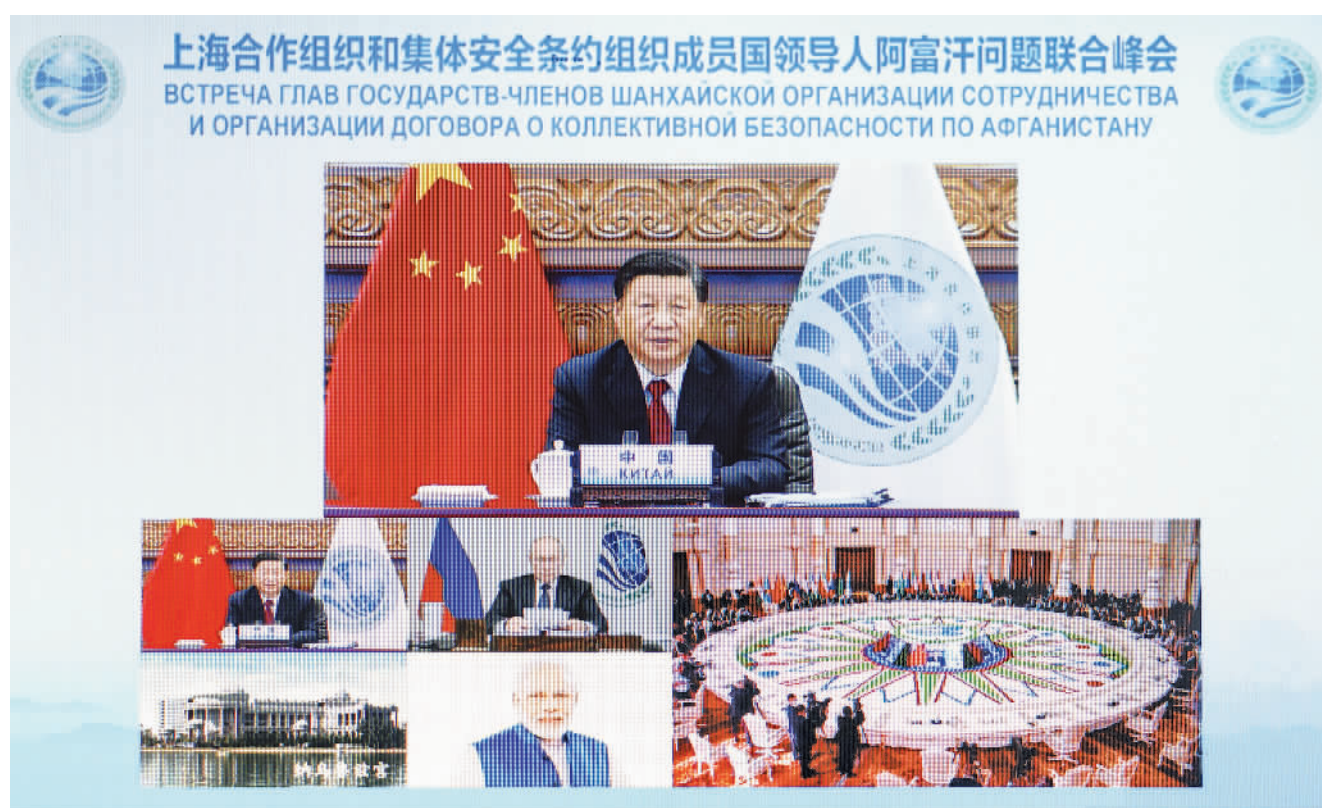 上海合作组织和集体安全条约组织成员国领导人阿富汗问题联合峰会
ВСТРЕЧА ГЛАВ ГОСУДАРСТВ-ЧЛЕНОВ ШАНХАЙСКОЙ ОРГАНИЗАЦИИ СОТРУДНИЧЕСТВА
И ОРГАНИЗАЦИИ ДОГОВОРА О КОЛЛЕКТИВНОЙ БЕЗОПАСНОСТИ ПО АФГАНИСТАНУ
中 国
КИТАЙ